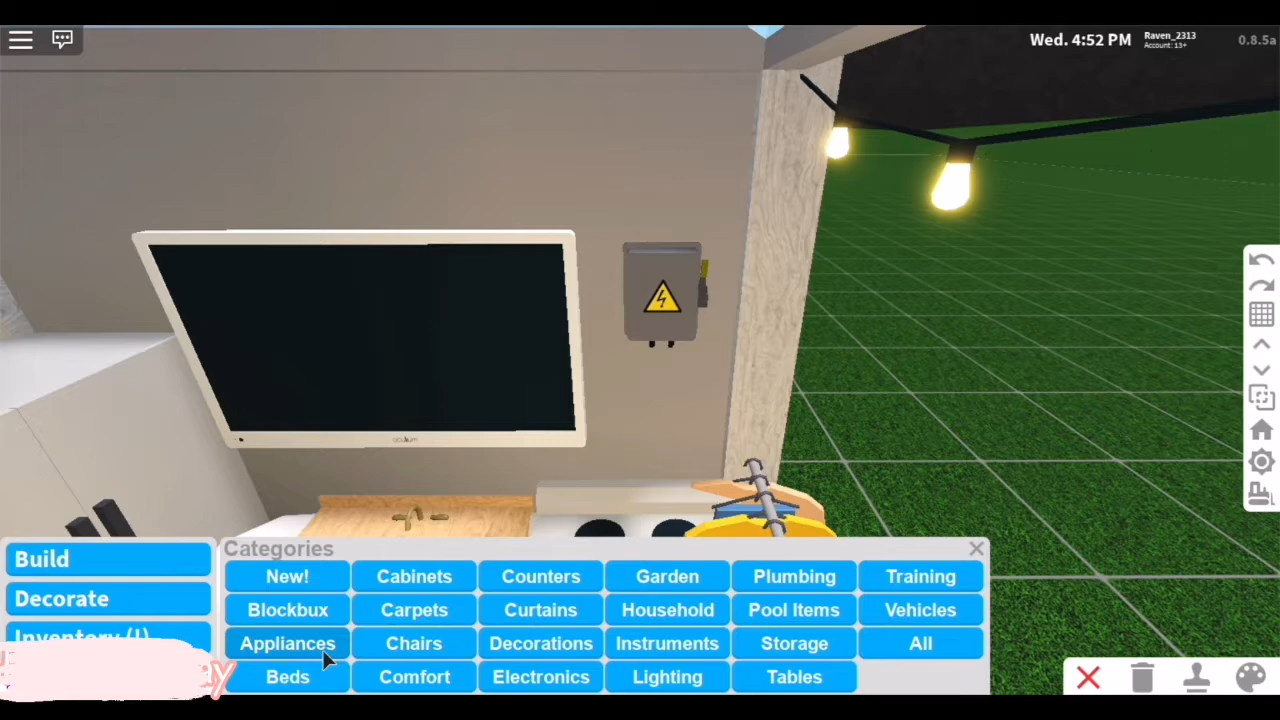 Wed. 4:52 PM
Raven_2313
Account: 13+
0.8.5a
Build
Decorate
Inventory (!)
Categories
New! Cabinets Counters Garden Plumbing Training
Blockbux Carpets Curtains Household Pool Items Vehicles
Appliances Chairs Decorations Instruments Storage All
Beds Comfort Electronics Lighting Tables